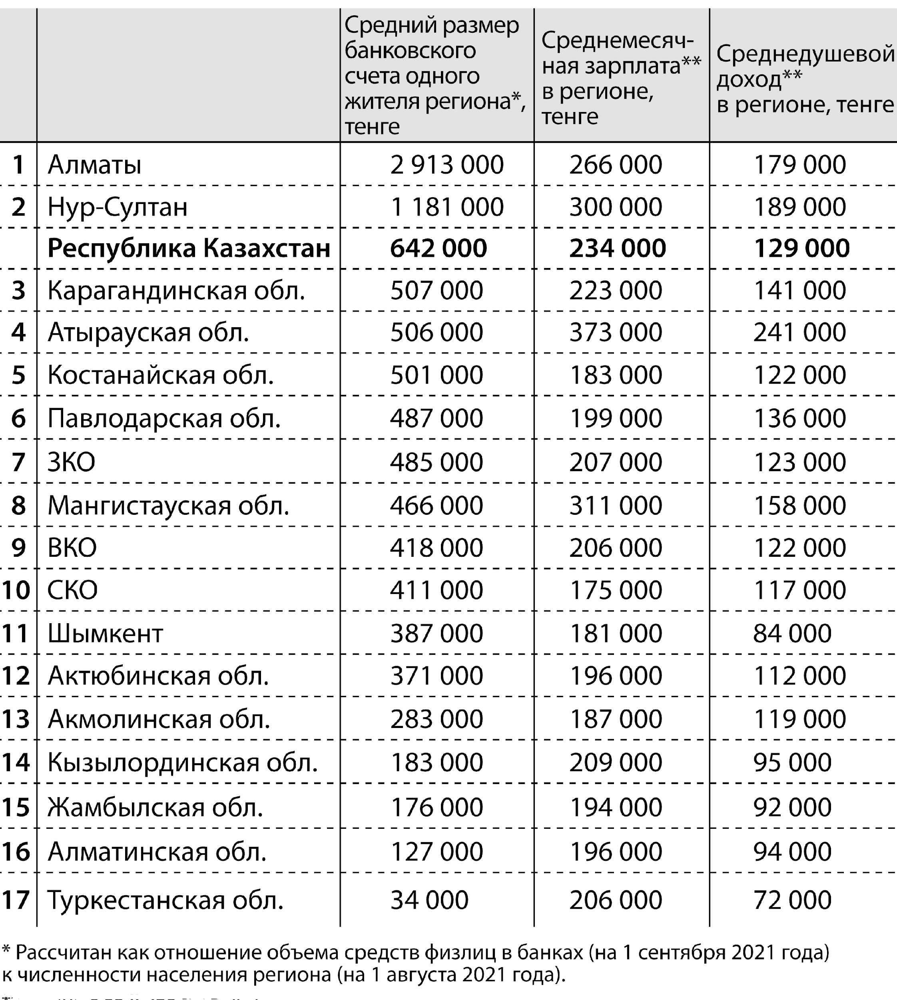 Средний размер
банковского
счета одного
жителя региона*,
тенге
Среднемесяч-
ная зарплата**
в регионе,
тенге
Среднедушевой
доход**
в регионе, тенге
1 Алматы 2 913 000 266 000 179 000
2 Нур-Султан 1 181 000 300 000 189 000
Республика Казахстан 642 000 234 000 129 000
3 Карагандинская обл. 507 000 223 000 141 000
4 Атырауская обл. 506 000 373 000 241 000
5 Костанайская обл. 501 000 183 000 122 000
6 Павлодарская обл. 487 000 199 000 136 000
7 ЗКО 485 000 207 000 123 000
8 Мангистауская обл. 466 000 311 000 158 000
9 ВКО 418 000 206 000 122 000
10 СКО 411 000 175 000 117 000
11 Шымкент 387 000 181 000 84 000
12 Актюбинская обл. 371 000 196 000 112 000
13 Акмолинская обл. 283 000 187 000 119 000
14 Кызылординская обл. 183 000 209 000 95 000
15 Жамбылская обл. 176 000 194 000 92 000
16 Алматинская обл. 127 000 196 000 94 000
17 Туркестанская обл. 34 000 206 000 72 000
* Рассчитан как отношение объема средств физлиц в банках (на 1 сентября 2021 года)
к численности населения региона (на 1 августа 2021 года).